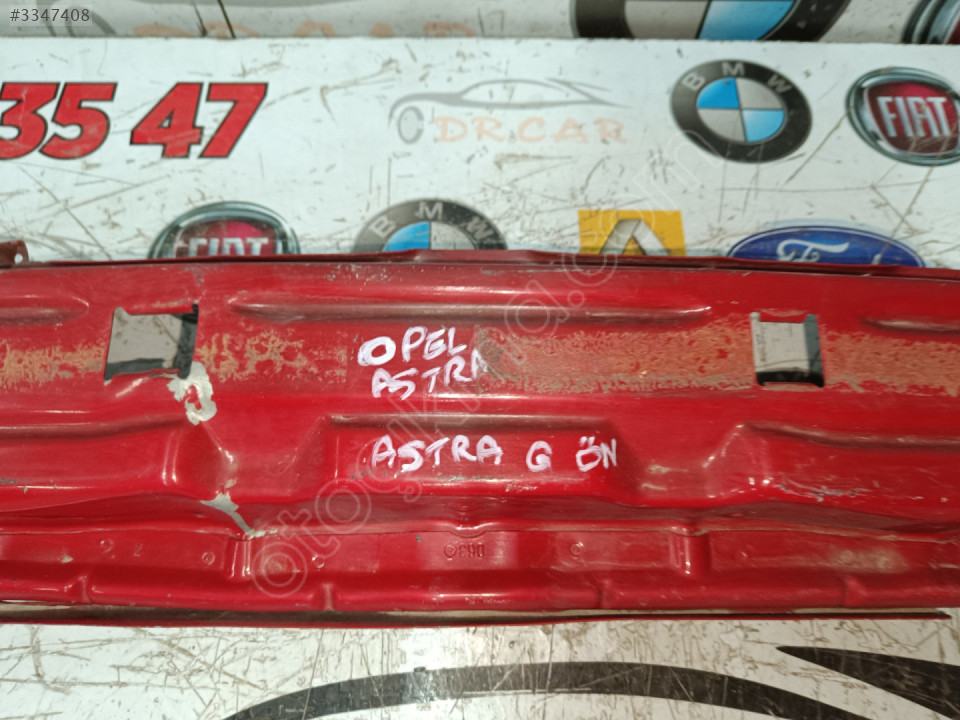 #3347408
35 47
DR.CAR
BMW
FIAT
FIAT
BMW
Ford
OPEL
ASTRA
ASTRA G ÖN